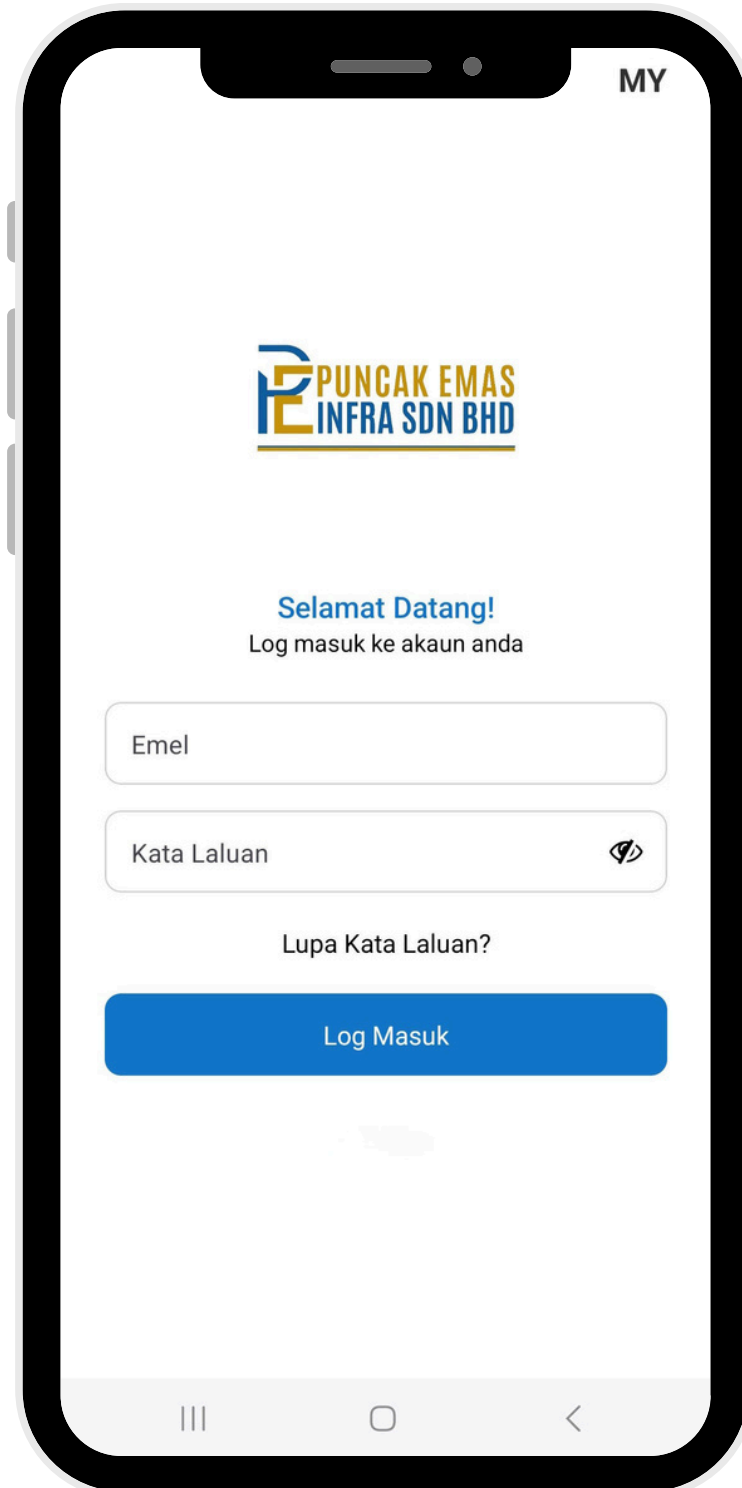 MY
PUNCAK EMAS
INFRA SDN BHD
Selamat Datang!
Log masuk ke akaun anda
Emel
Kata Laluan
Lupa Kata Laluan?
Log Masuk